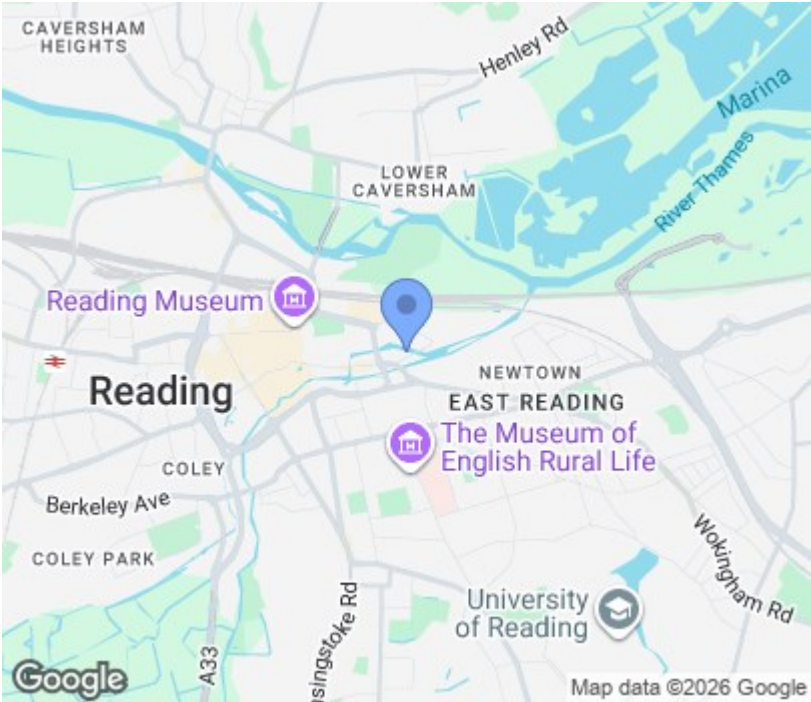 CAVERSHAM
HEIGHTS
Henley Rd
Marina
LOWER
CAVERSHAM
River Thames
Reading Museum
Reading
NEWTOWN
EAST READING
The Museum of
English Rural Life
COLEY
Berkeley Ave
COLEY PARK
Wokingham Rd
University
of Reading
A33
singstoke Rd
Google
Map data ©2026 Google